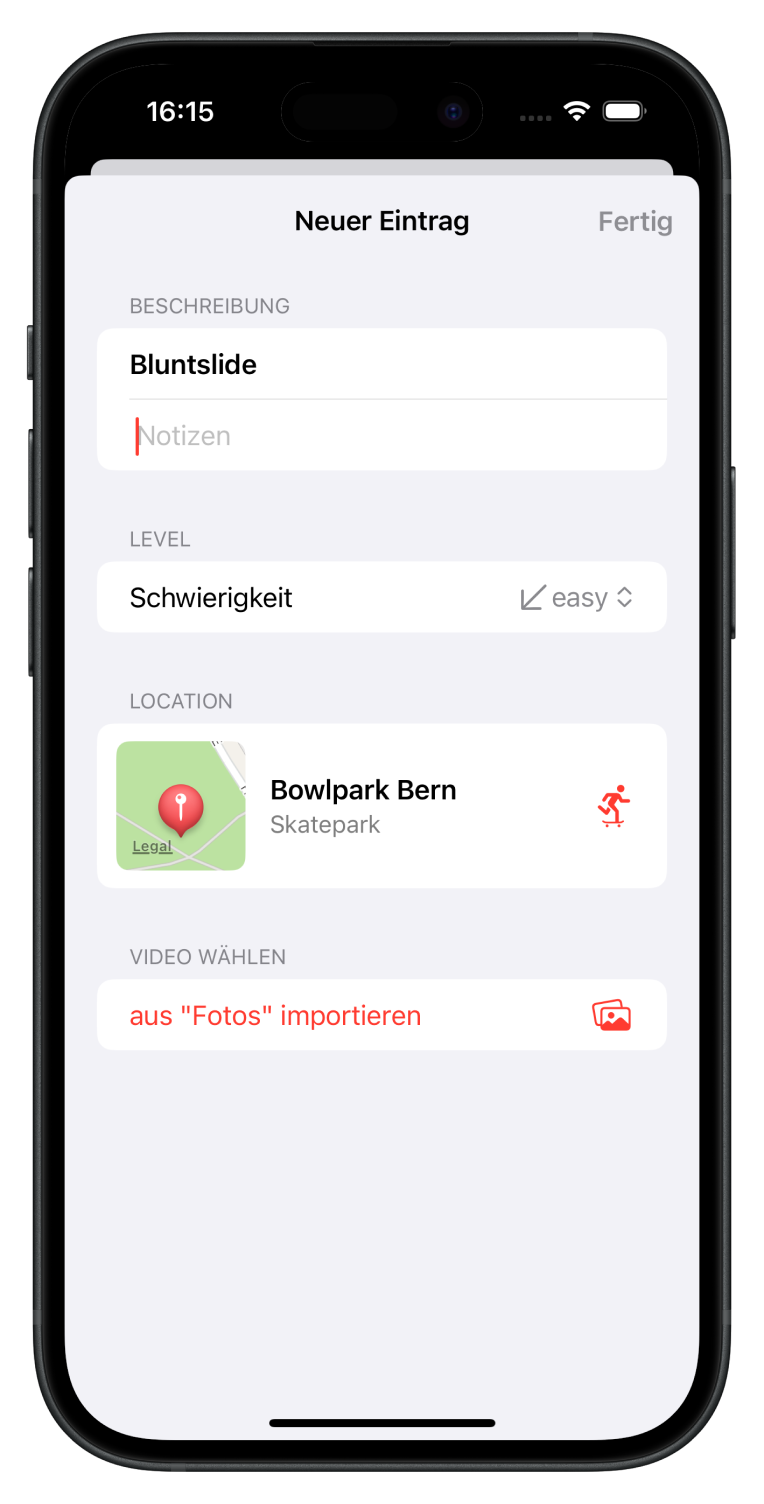 16:15
Neuer Eintrag
Fertig
BESCHREIBUNG
Bluntslide
Notizen
LEVEL
Schwierigkeit
easy
LOCATION
Legal
Bowlpark Bern
Skatepark
VIDEO WÄHLEN
aus "Fotos" importieren